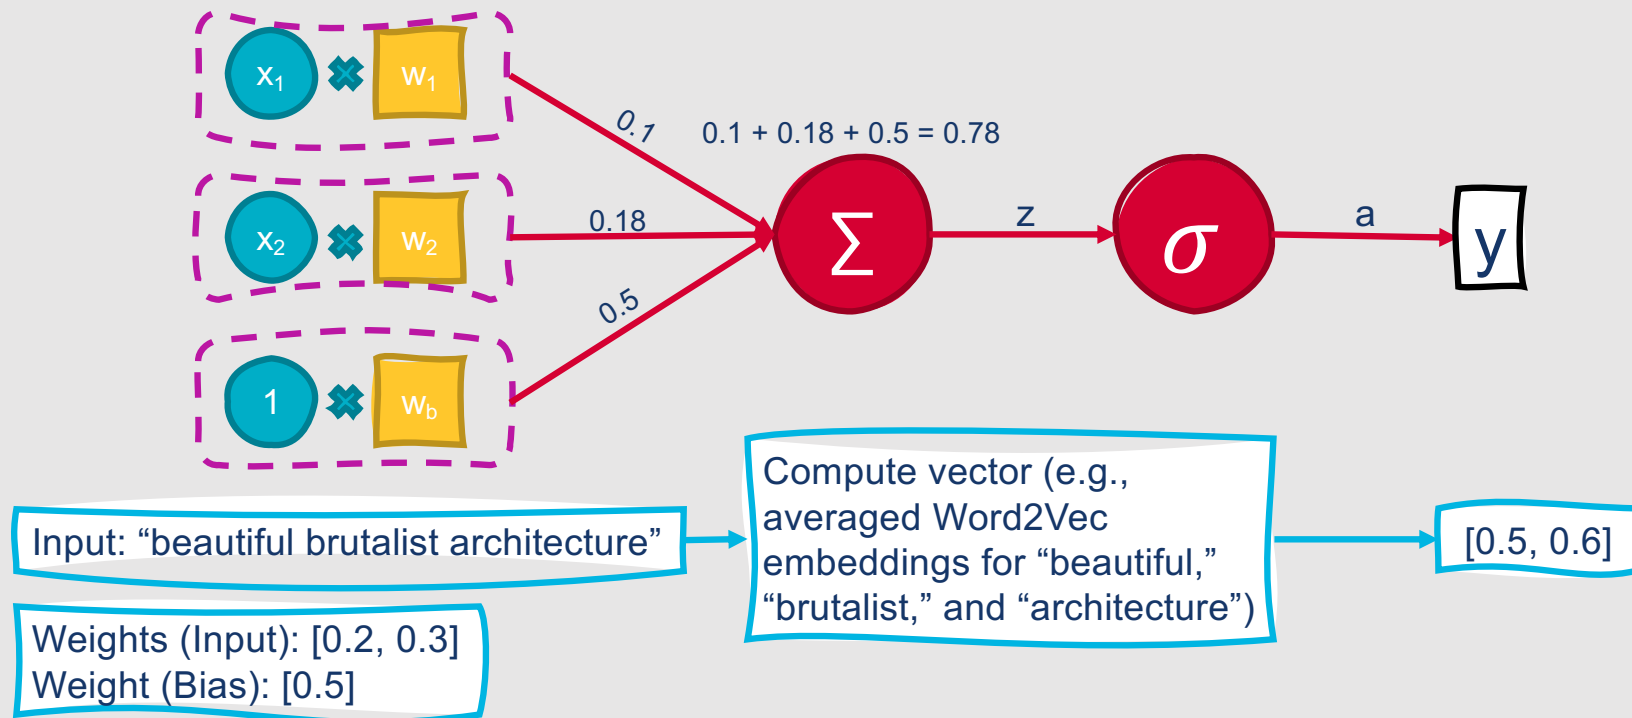 x₁
w₁
0.1
0.1 + 0.18 + 0.5 = 0.78
x₂
w₂
0.18
∑
z
σ
a
y
0.5
1
w_b
Input: “beautiful brutalist architecture”
Compute vector (e.g.,
averaged Word2Vec
embeddings for “beautiful,”
“brutalist,” and “architecture”)
[0.5, 0.6]
Weights (Input): [0.2, 0.3]
Weight (Bias): [0.5]